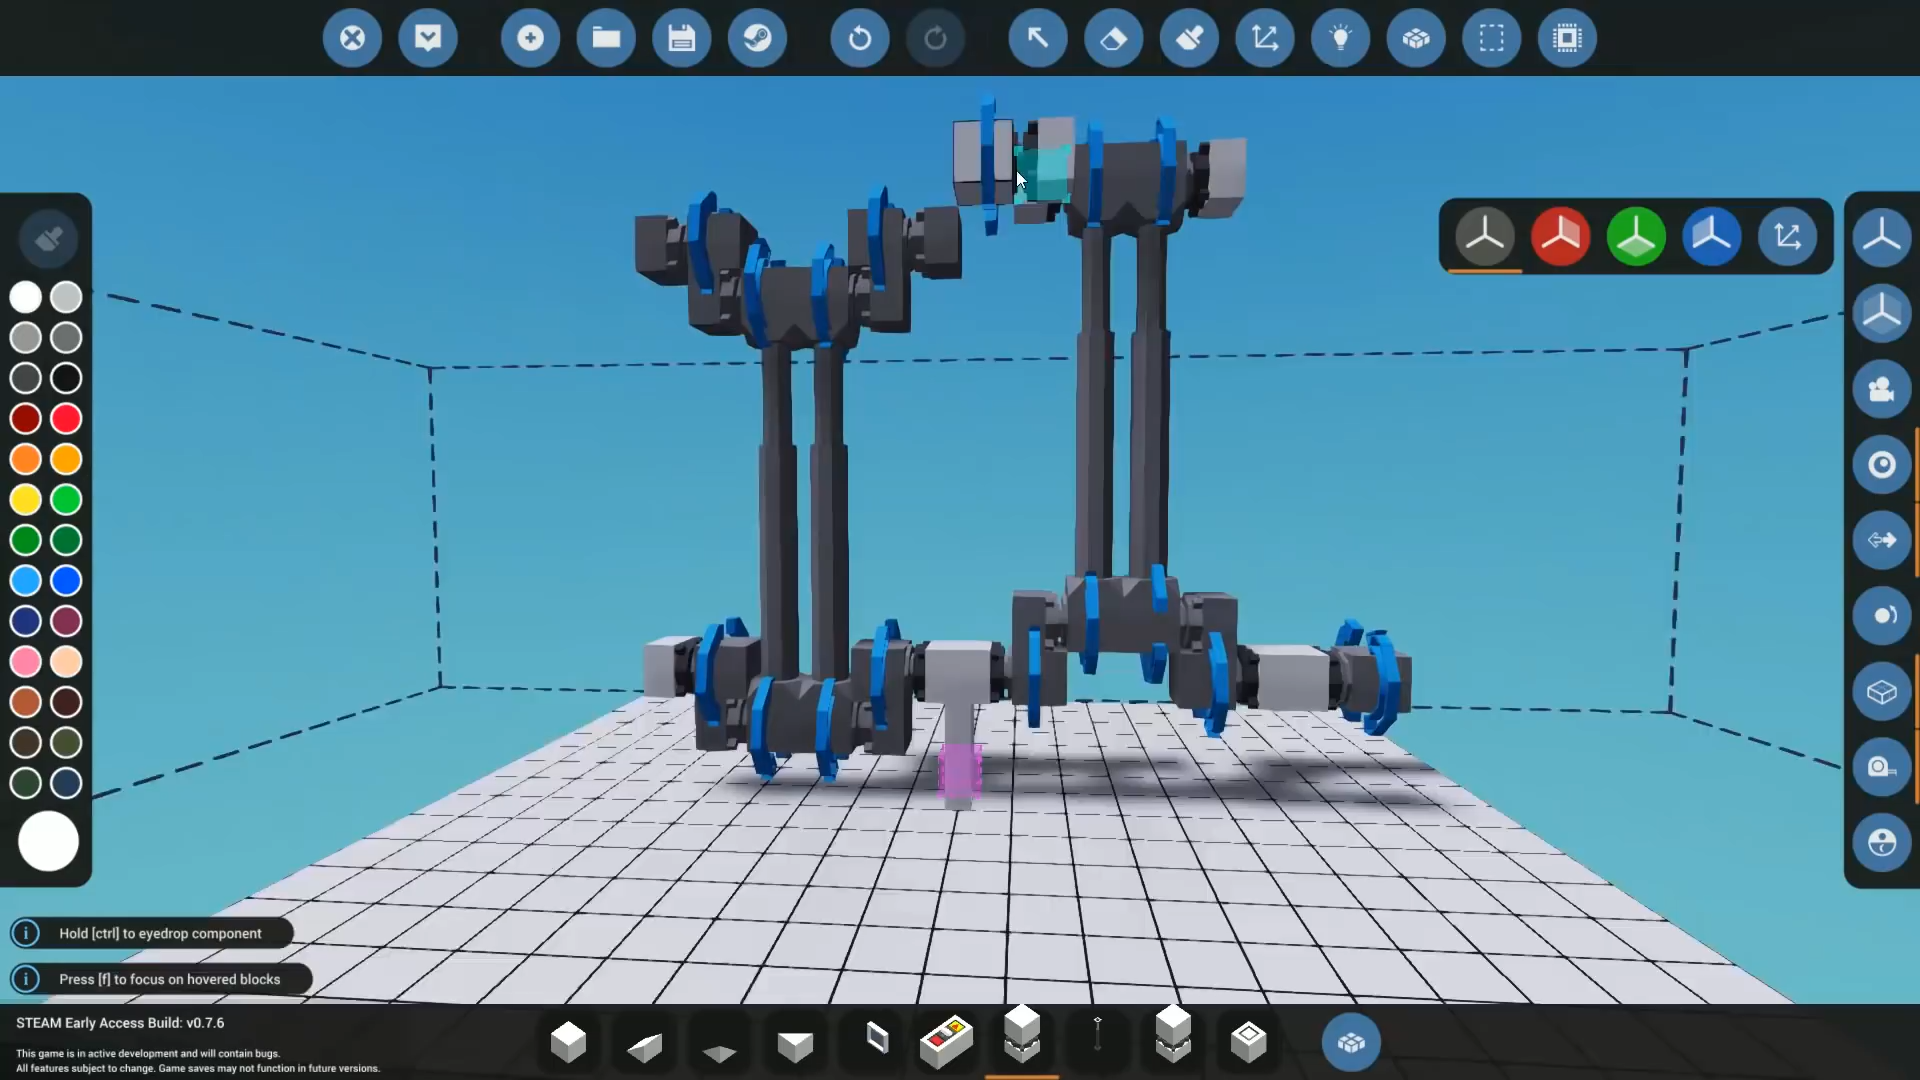 Hold [ctrl] to eyedrop component
Press [f] to focus on hovered blocks
STEAM Early Access Build: v0.7.6
This game is in active development and will contain bugs.
All features subject to change. Game saves may not function in future versions.